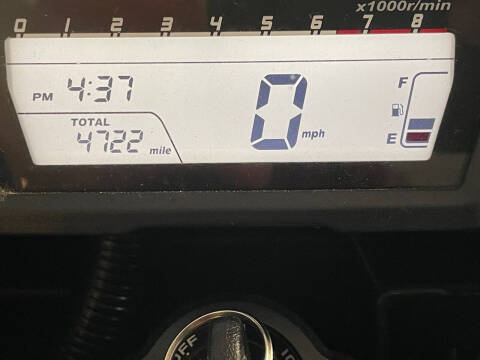 x1000r/min
0 1 2 3 4 5 6 7 8
PM 4:37
TOTAL
4722 mile
0 mph
F
E
OFF